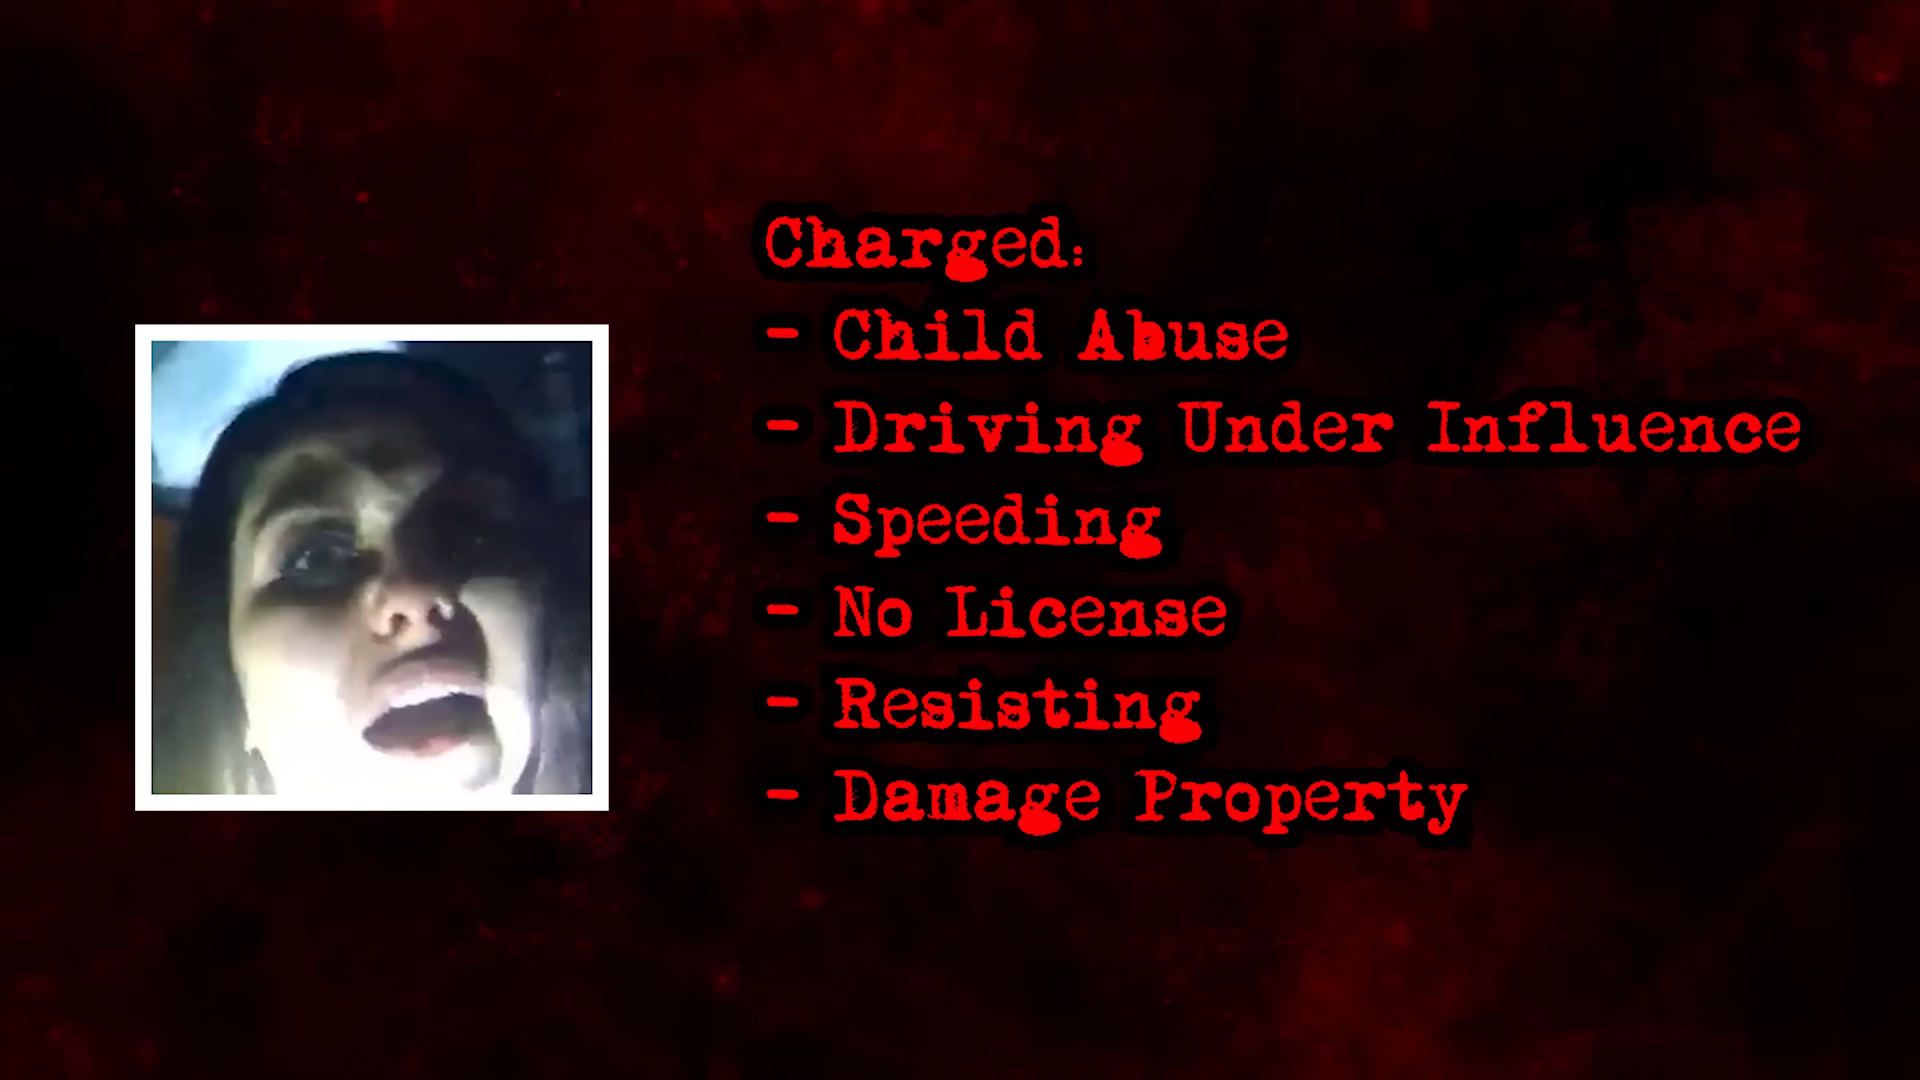 Charged:
- Child Abuse
- Driving Under Influence
- Speeding
- No License
- Resisting
- Damage Property